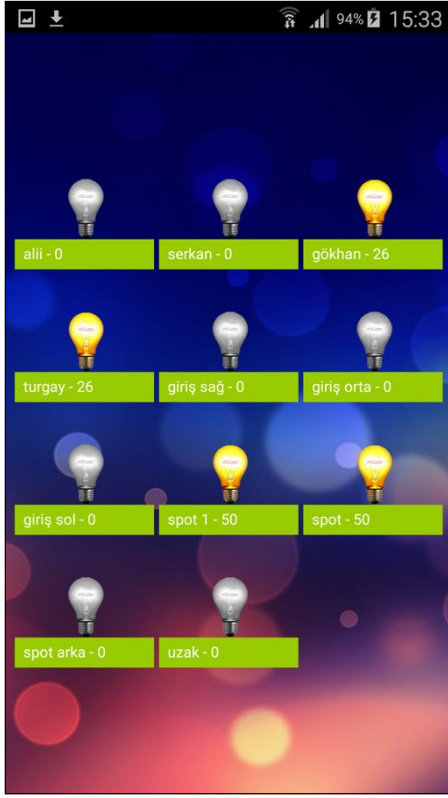 94% 15:33
alii - 0
serkan - 0
gökhan - 26
turgay - 26
giriş sağ - 0
giriş orta - 0
giriş sol - 0
spot 1 - 50
spot - 50
spot arka - 0
uzak - 0